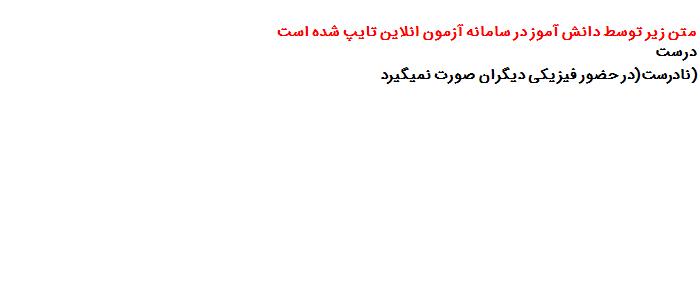 متن زیر توسط دانش آموز در سامانه آزمون انلاین تایپ شده است
درست
(نادرست(در حضور فیزیکی دیگران صورت نمیگیرد